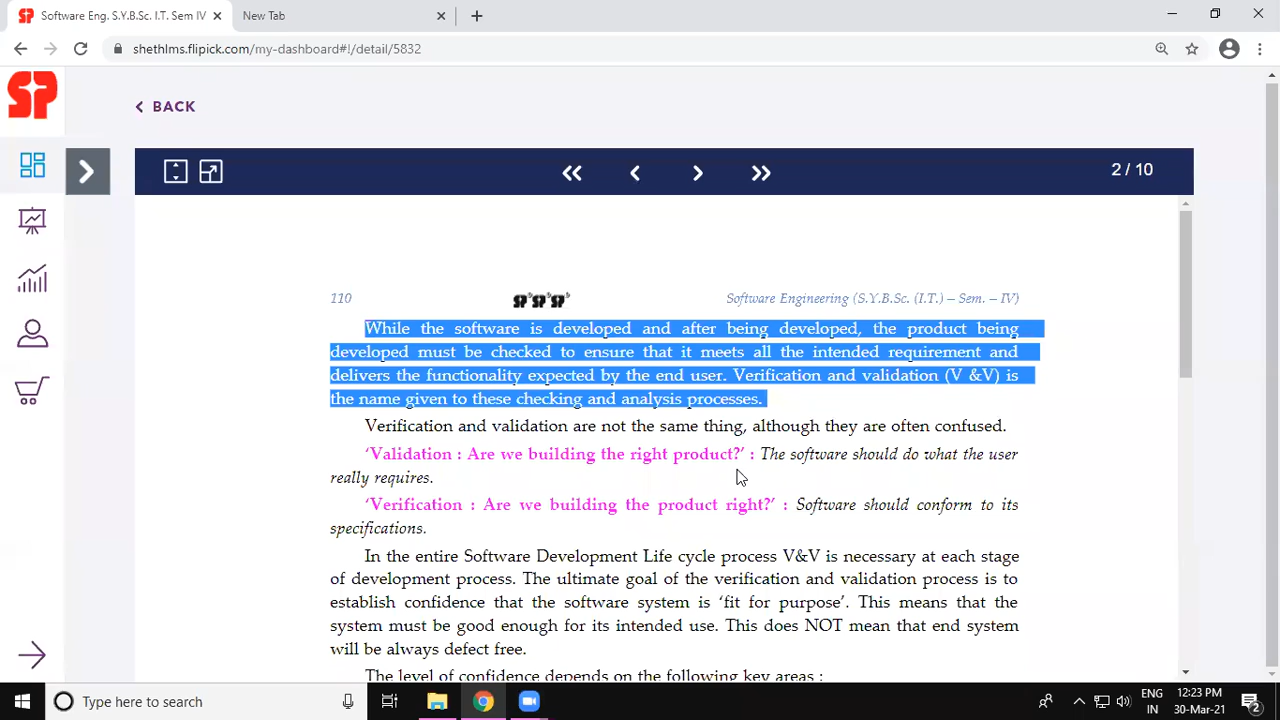 Software Eng. S.Y.B.Sc. I.T. Sem IV
New Tab
shethlms.flipick.com/my-dashboard#!/detail/5832
SP
BACK
2 / 10
110
Software Engineering (S.Y.B.Sc. (I.T.) – Sem. – IV)
While the software is developed and after being developed, the product being
developed must be checked to ensure that it meets all the intended requirement and
delivers the functionality expected by the end user. Verification and validation (V &V) is
the name given to these checking and analysis processes.
Verification and validation are not the same thing, although they are often confused.
‘Validation : Are we building the right product?’ : The software should do what the user
really requires.
‘Verification : Are we building the product right?’ : Software should conform to its
specifications.
In the entire Software Development Life cycle process V&V is necessary at each stage
of development process. The ultimate goal of the verification and validation process is to
establish confidence that the software system is ‘fit for purpose’. This means that the
system must be good enough for its intended use. This does NOT mean that end system
will be always defect free.
The level of confidence depends on the following key areas :
Type here to search
ENG
IN
12:23 PM
30-Mar-21
2